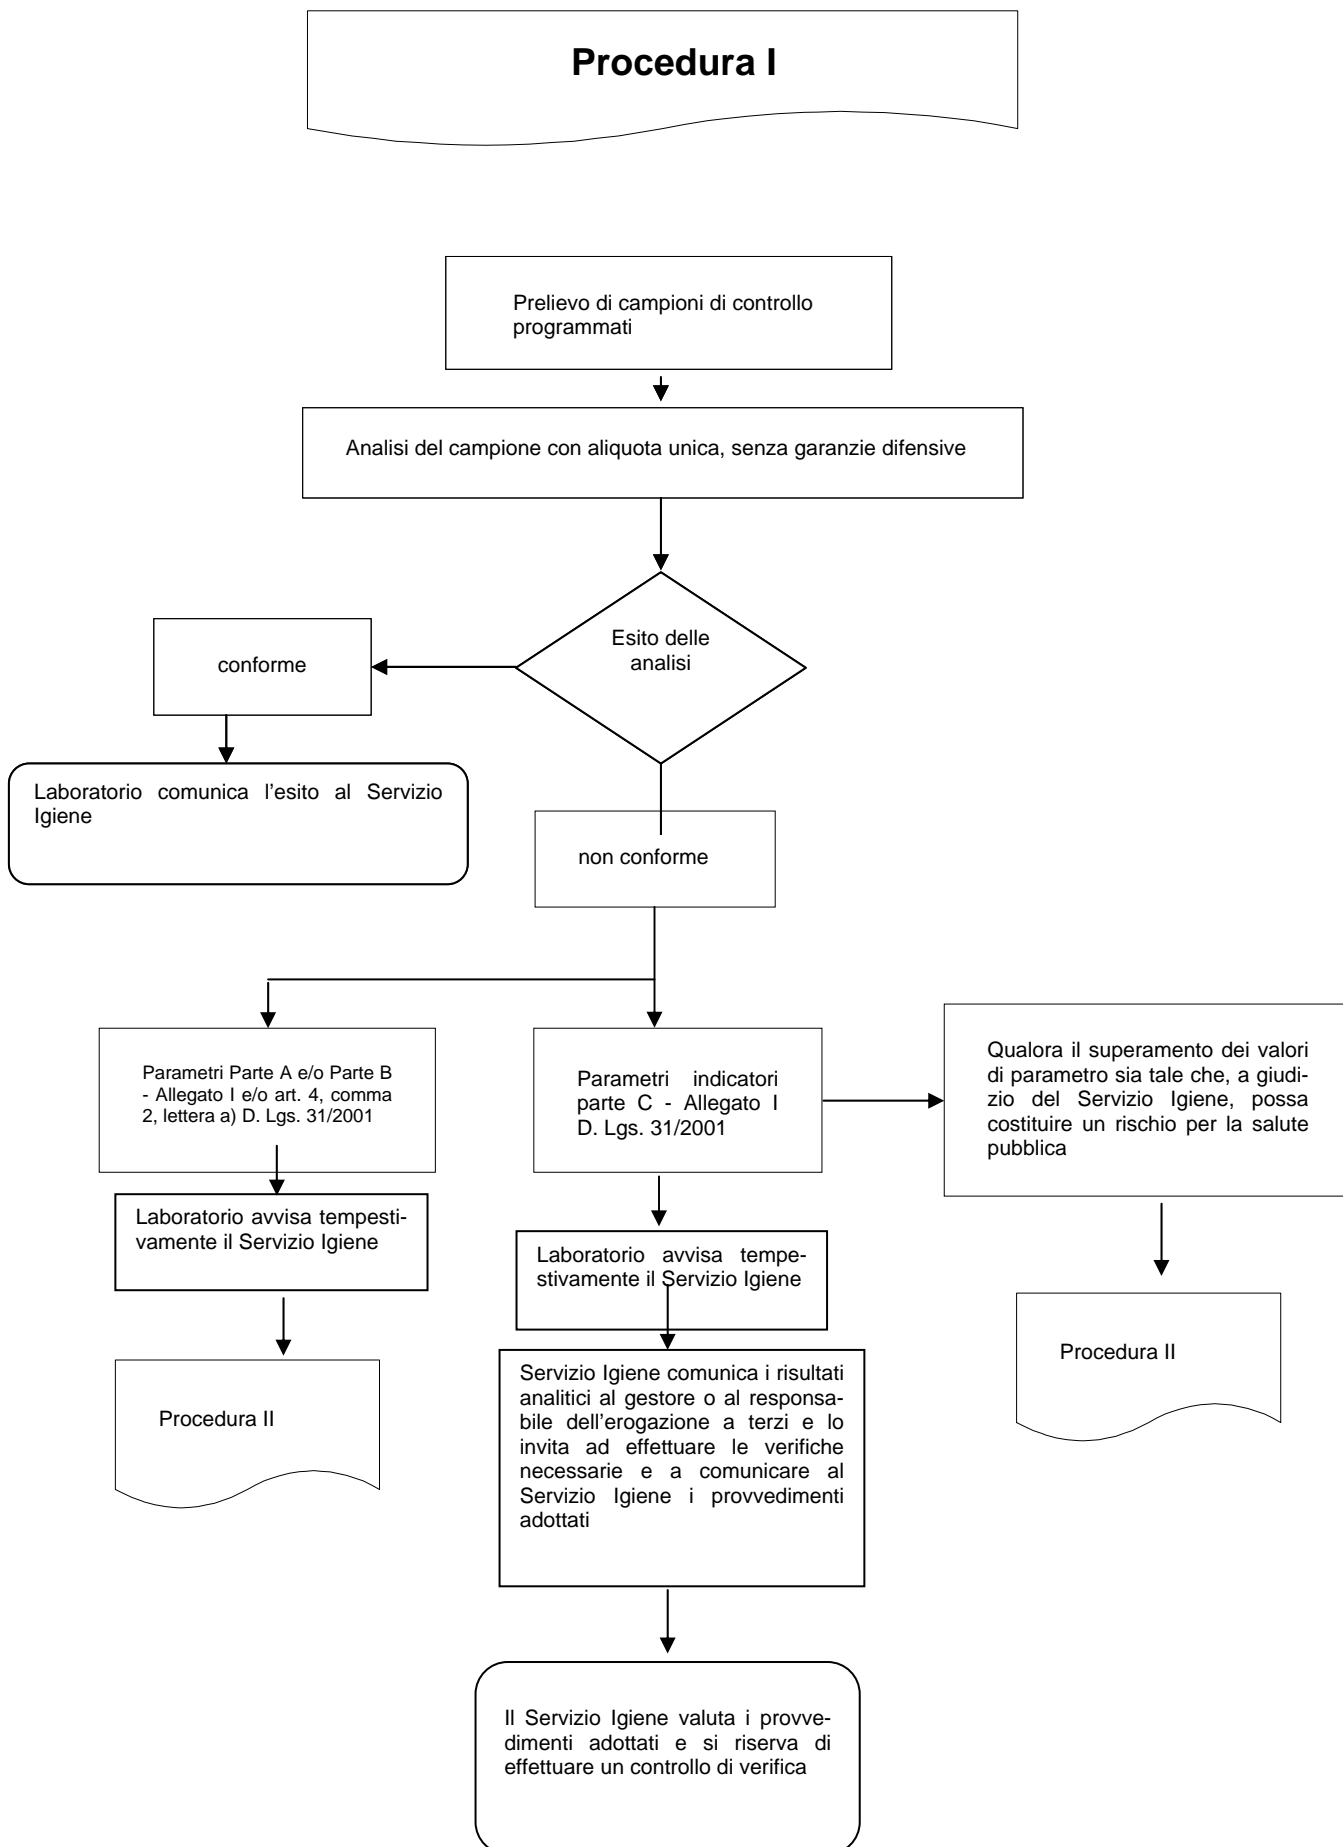 Procedura I
Prelievo di campioni di controllo
programmati
Analisi del campione con aliquota unica, senza garanzie difensive
Esito delle
analisi
conforme
Laboratorio comunica l'esito al Servizio
Igiene
non conforme
Parametri Parte A e/o Parte B
- Allegato I e/o art. 4, comma
2, lettera a) D. Lgs. 31/2001
Parametri indicatori
parte C - Allegato I
D. Lgs. 31/2001
Qualora il superamento dei valori
di parametro sia tale che, a giudi-
zio del Servizio Igiene, possa
costituire un rischio per la salute
pubblica
Laboratorio avvisa tempesti-
vamente il Servizio Igiene
Laboratorio avvisa tempe-
stivamente il Servizio Igiene
Procedura II
Servizio Igiene comunica i risultati
analitici al gestore o al responsa-
bile dell'erogazione a terzi e lo
invita ad effettuare le verifiche
necessarie e a comunicare al
Servizio Igiene i provvedimenti
adottati
Procedura II
Il Servizio Igiene valuta i provve-
dimenti adottati e si riserva di
effettuare un controllo di verifica